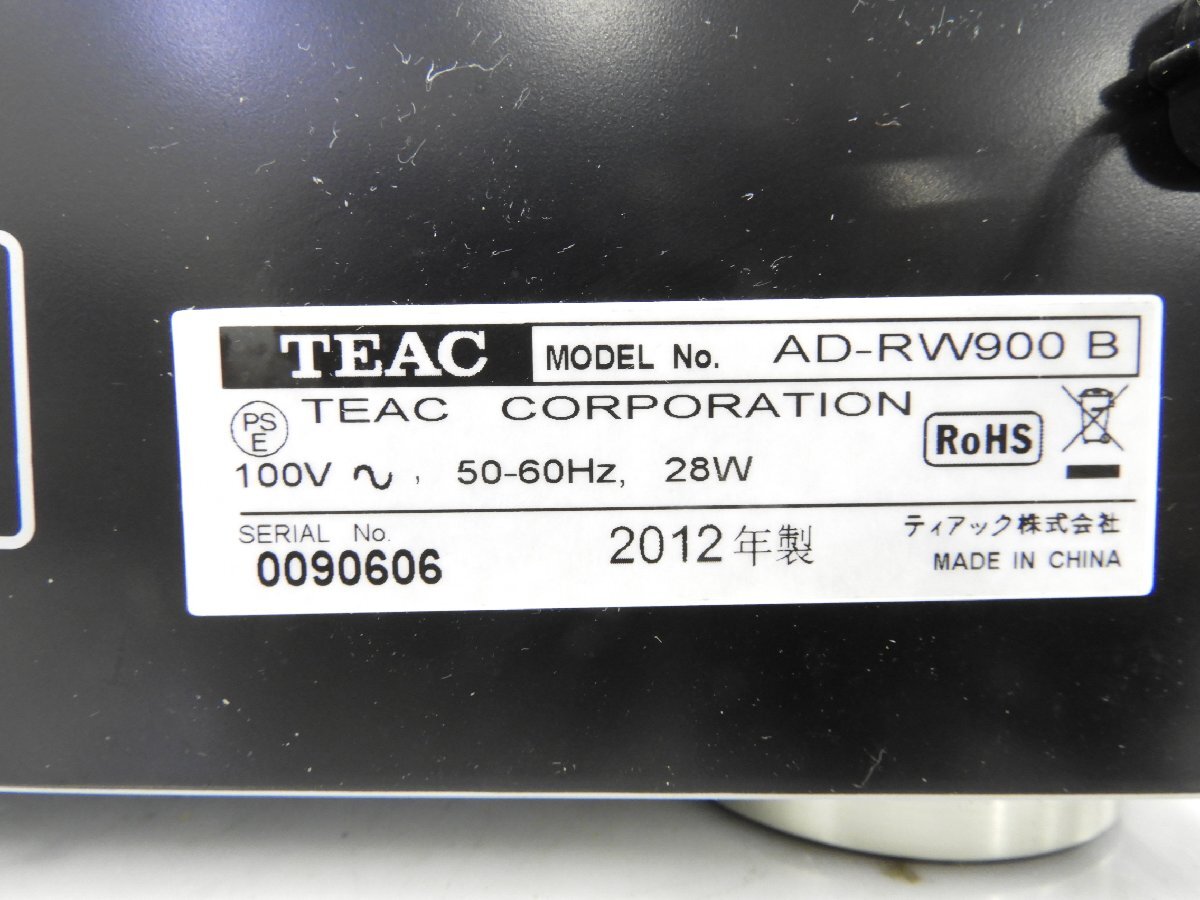 TEAC MODEL No. AD-RW900 B
PS E TEAC CORPORATION RoHS
100V ～, 50-60Hz, 28W
SERIAL No. 2012年製 ティアック株式会社
0090606 MADE IN CHINA